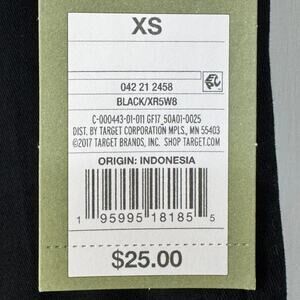 XS
042 21 2458
BLACK/XR5W8
C-000443-01-011 GF17_50A01-0025
DIST. BY TARGET CORPORATION MPLS., MN 55403
©2017 TARGET BRANDS, INC. SHOP TARGET.COM
ORIGIN: INDONESIA
1 95995 18185 5
$25.00